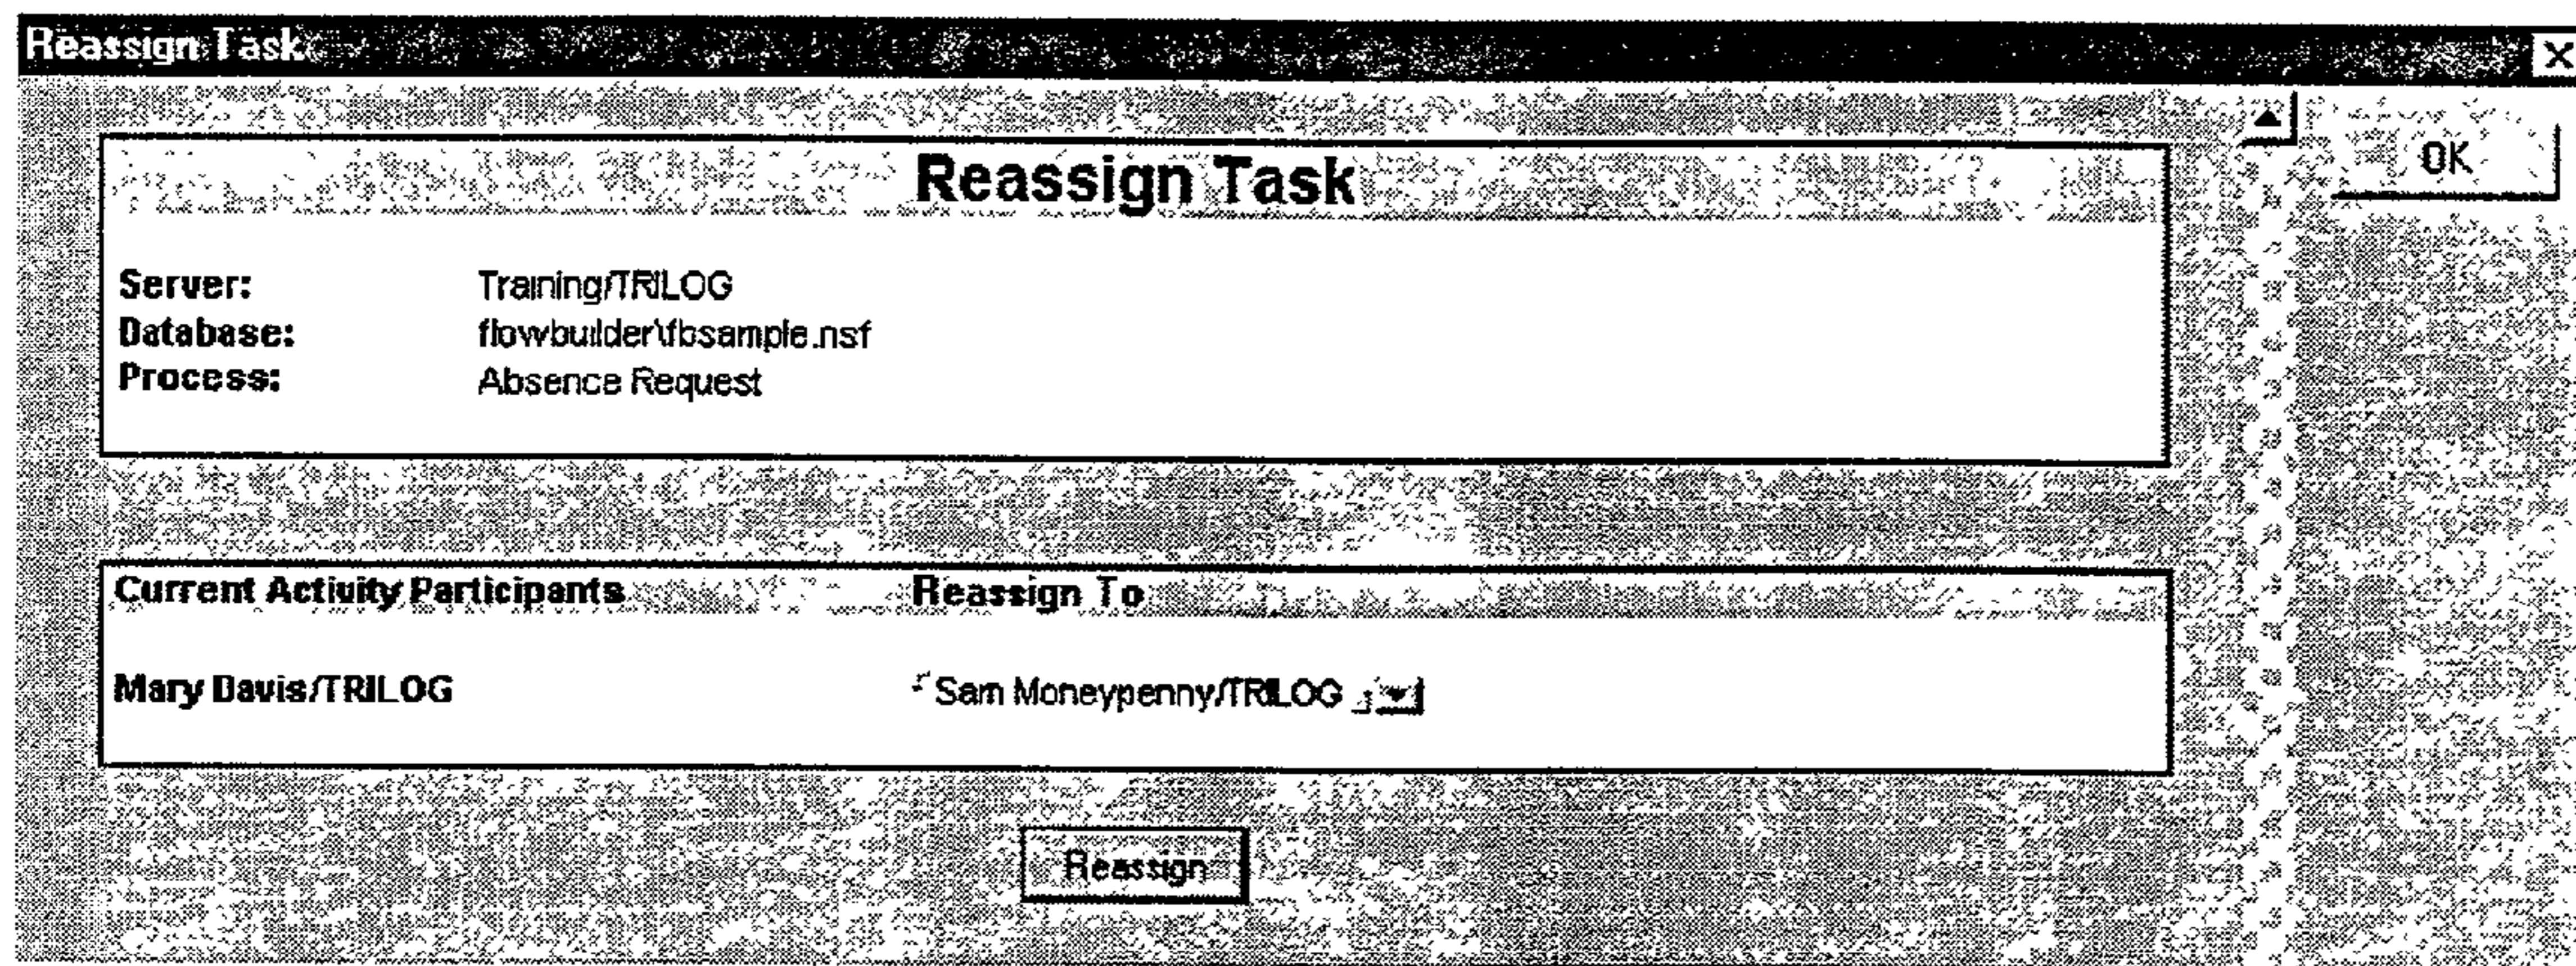 Reassign Task
OK
Reassign Task
Server: Training/TRILOG
Database: flowbuilder\fbsample.nsf
Process: Absence Request
Current Activity Participants Reassign To
Mary Davis/TRILOG Sam Moneypenny/TRILOG
Reassign